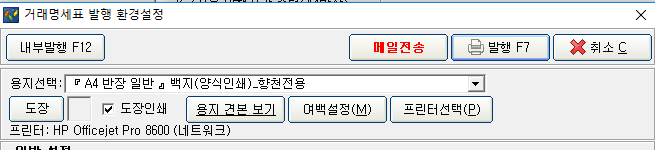 거래명세표 발행 환경설정
내부발행 F12 메일전송 발행 F7 취소 C
용지선택: 『 A4 반장 일반 』 백지(양식인쇄)_향천전용
도장 도장인쇄 용지 견본 보기 여백설정(M) 프린터선택(P)
프린터: HP Officejet Pro 8600 (네트워크)